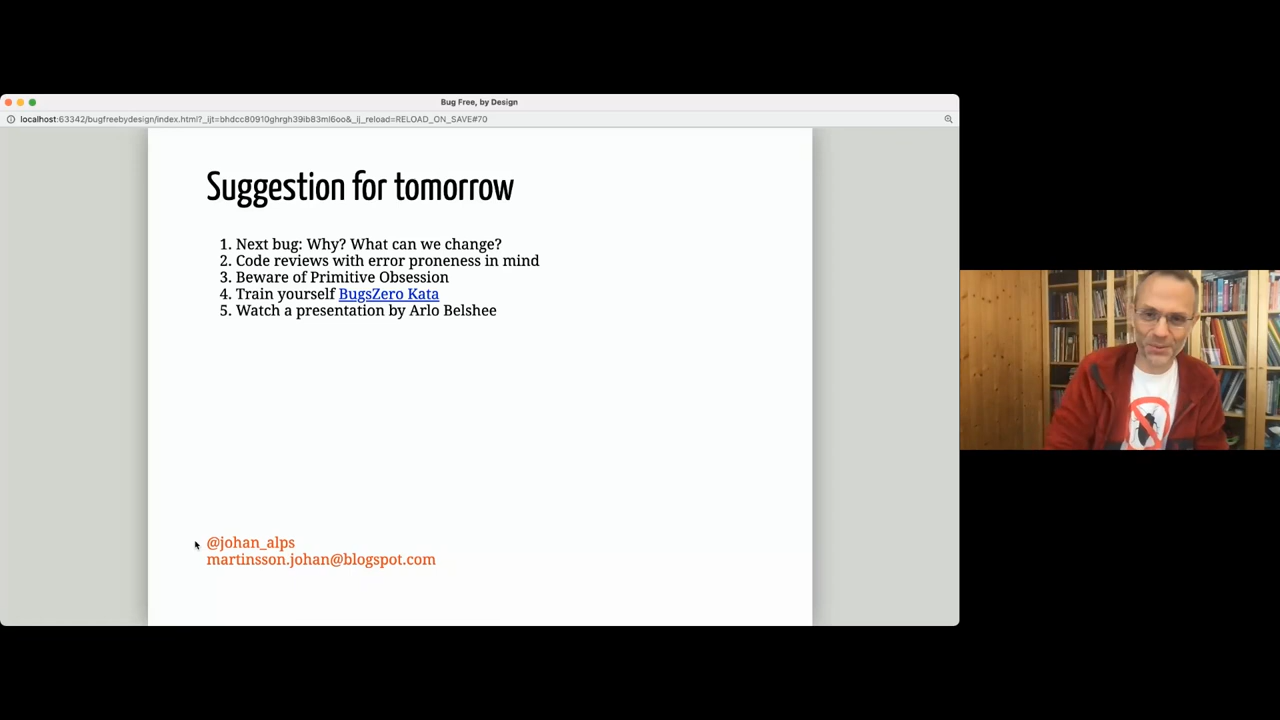 Bug Free, by Design
localhost:63342/bugfreebydesign/index.html?_ijt=bhdcc80910ghrgh39ib83ml6oo&_ij_reload=RELOAD_ON_SAVE#70
Suggestion for tomorrow
1. Next bug: Why? What can we change?
2. Code reviews with error proneness in mind
3. Beware of Primitive Obsession
4. Train yourself BugsZero Kata
5. Watch a presentation by Arlo Belshee
@johan_alps
martinsson.johan@blogspot.com